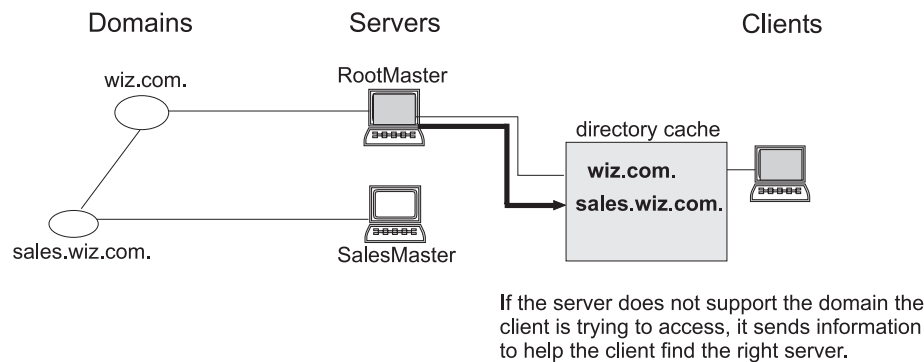 Domains Servers Clients
wiz.com. RootMaster
directory cache
wiz.com.
sales.wiz.com.
sales.wiz.com. SalesMaster
If the server does not support the domain the
client is trying to access, it sends information
to help the client find the right server.